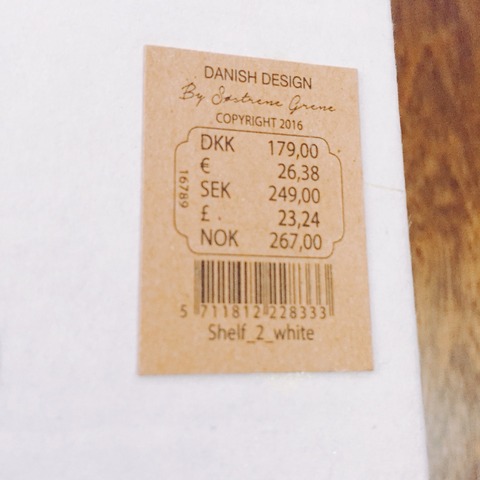 DANISH DESIGN
By Søstrene Grene
COPYRIGHT 2016
DKK 179,00
€ 26,38
SEK 249,00
£ 23,24
NOK 267,00
16789
5 711812 228333
Shelf_2_white